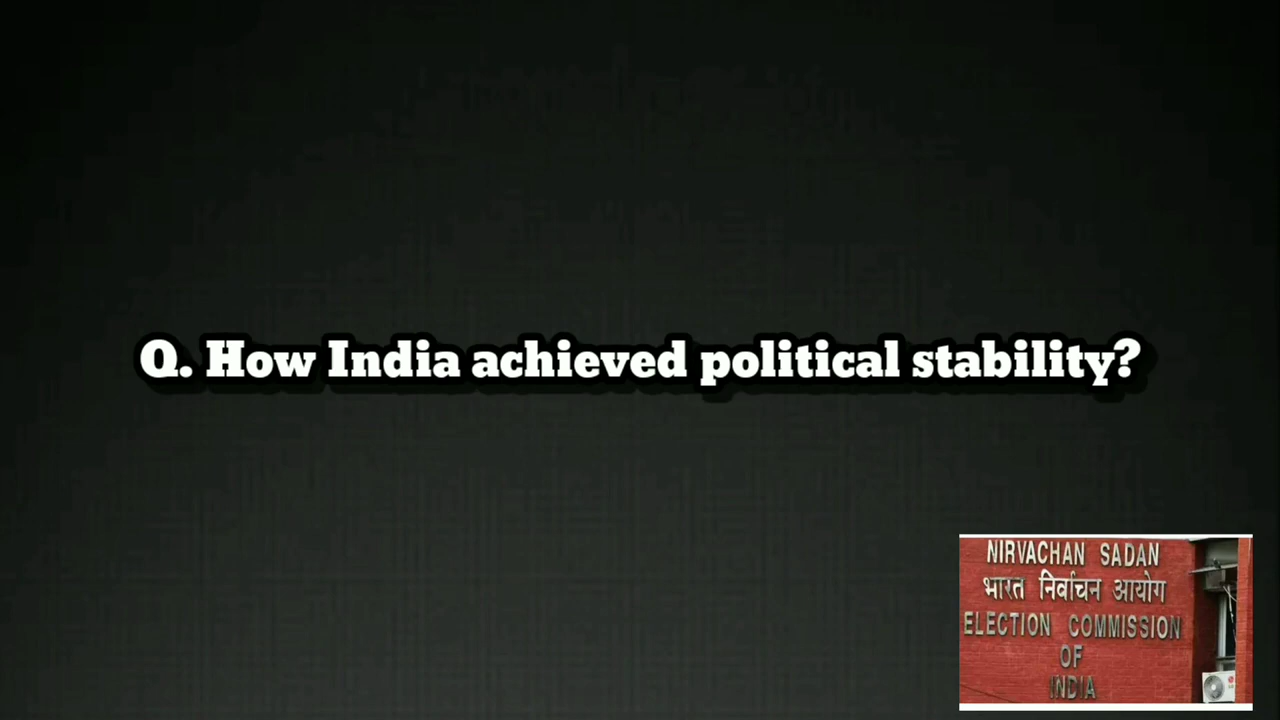 Q. How India achieved political stability?
NIRVACHAN SADAN
भारत निर्वाचन आयोग
ELECTION COMMISSION
OF
INDIA